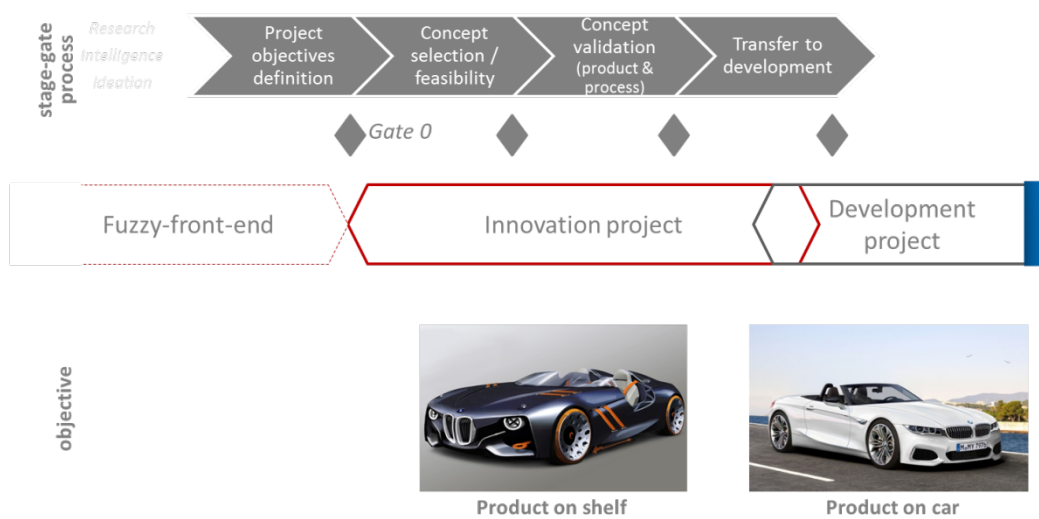 stage-gate
process
Research
Intelligence
Ideation
Project
objectives
definition
Concept
selection /
feasibility
Concept
validation
(product &
process)
Transfer to
development
Gate 0
Fuzzy-front-end
Innovation project
Development
project
objective
Product on shelf
Product on car